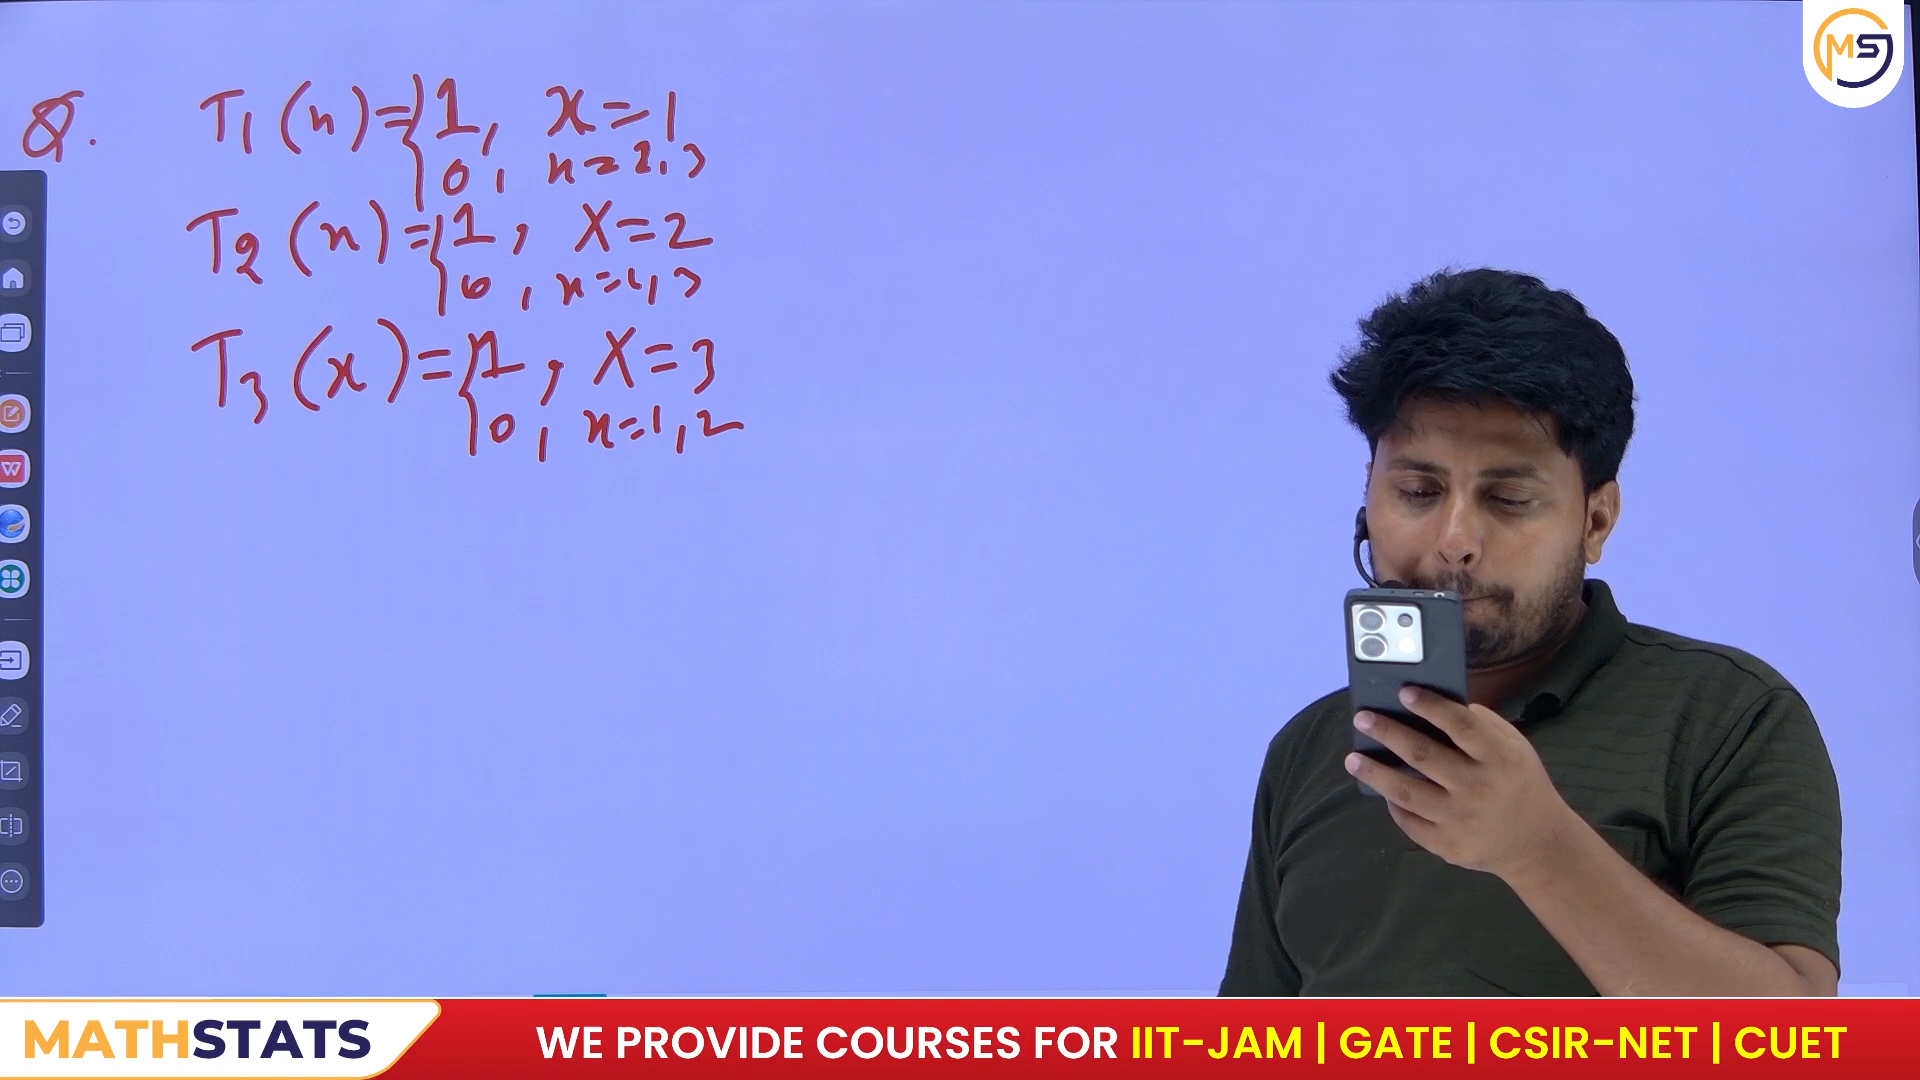 MS
Q. T1(x)={1, x=1
0, x=2,3
T2(x)={1, X=2
0, x=1,3
T3(x)={1, X=3
0, x=1,2
MATHSTATS
WE PROVIDE COURSES FOR IIT-JAM | GATE | CSIR-NET | CUET